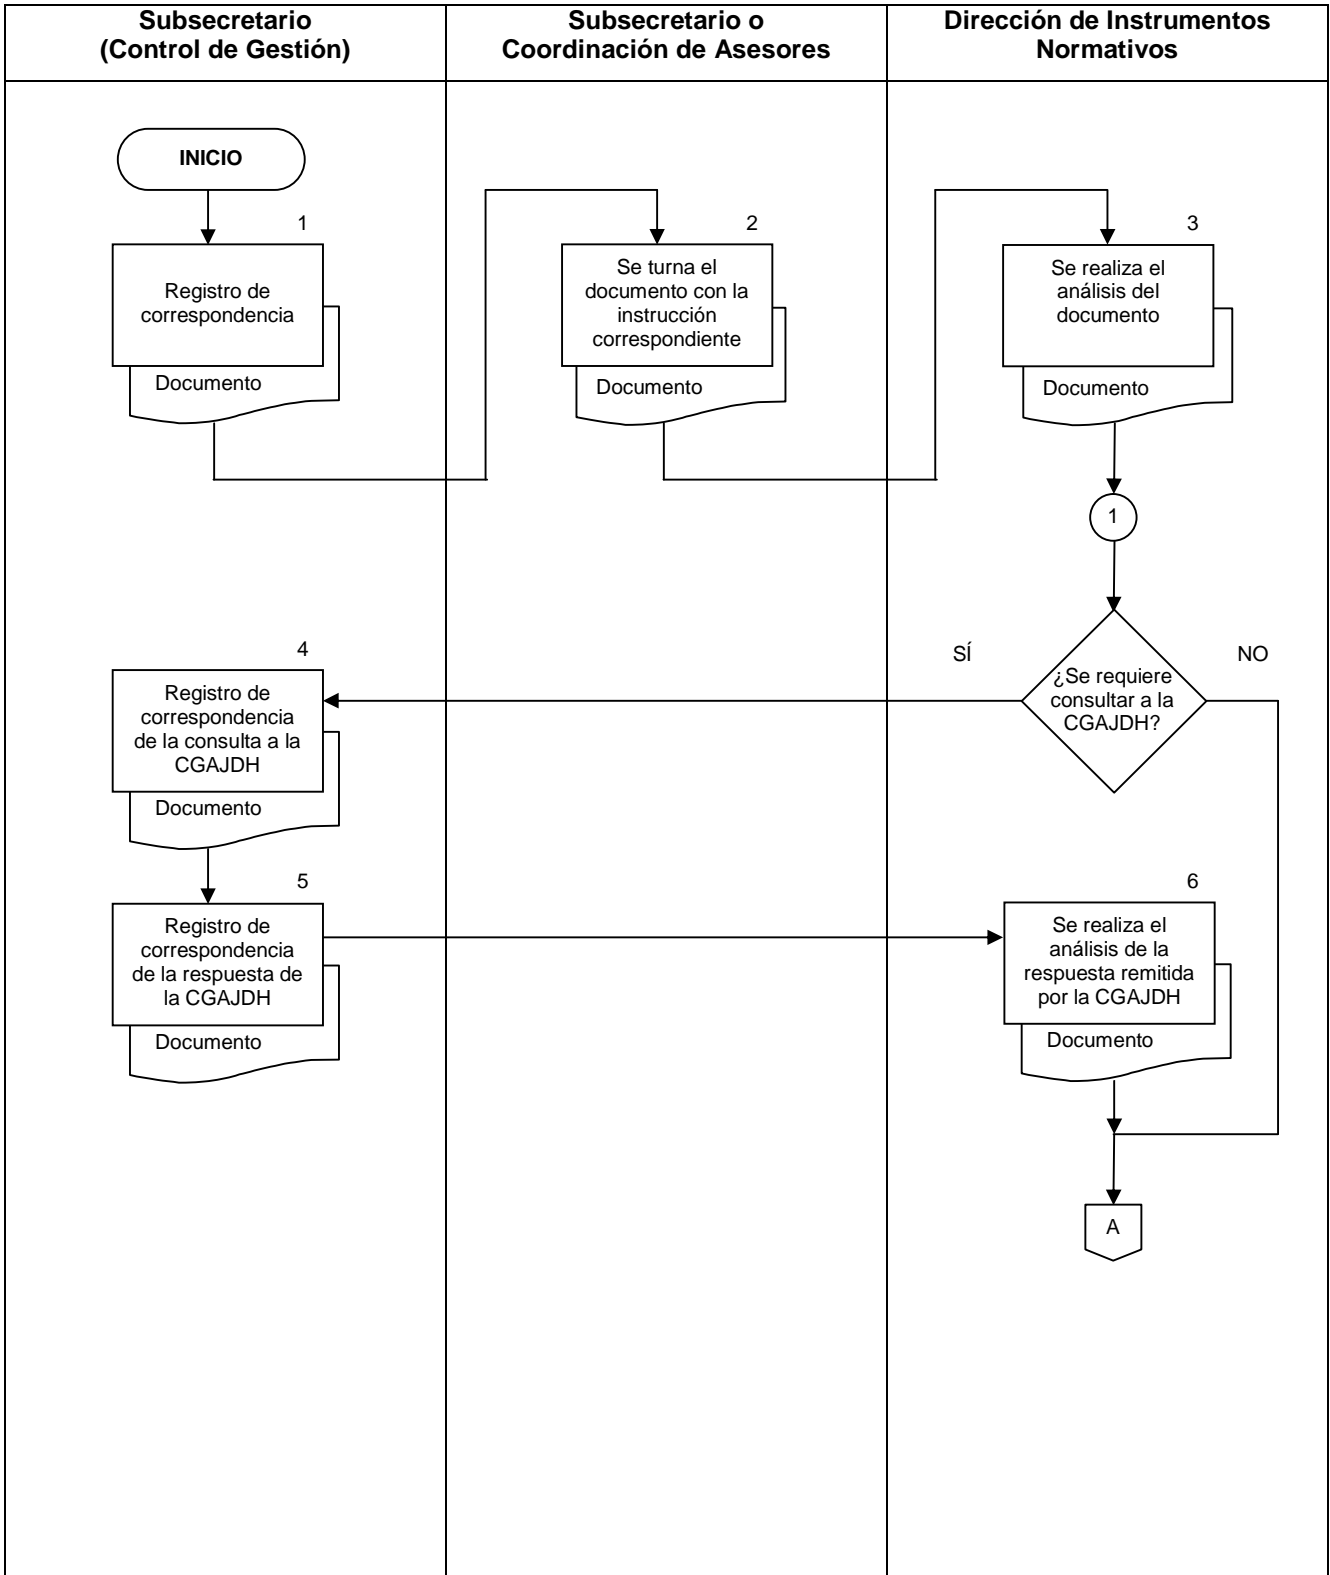 Subsecretario
(Control de Gestión)
Subsecretario o
Coordinación de Asesores
Dirección de Instrumentos
Normativos
INICIO
1
Registro de
correspondencia
Documento
2
Se turna el
documento con la
instrucción
correspondiente
Documento
3
Se realiza el
análisis del
documento
Documento
1
¿Se requiere
consultar a la
CGAJDH?
SÍ
NO
4
Registro de
correspondencia
de la consulta a la
CGAJDH
Documento
5
Registro de
correspondencia
de la respuesta de
la CGAJDH
Documento
6
Se realiza el
análisis de la
respuesta remitida
por la CGAJDH
Documento
A